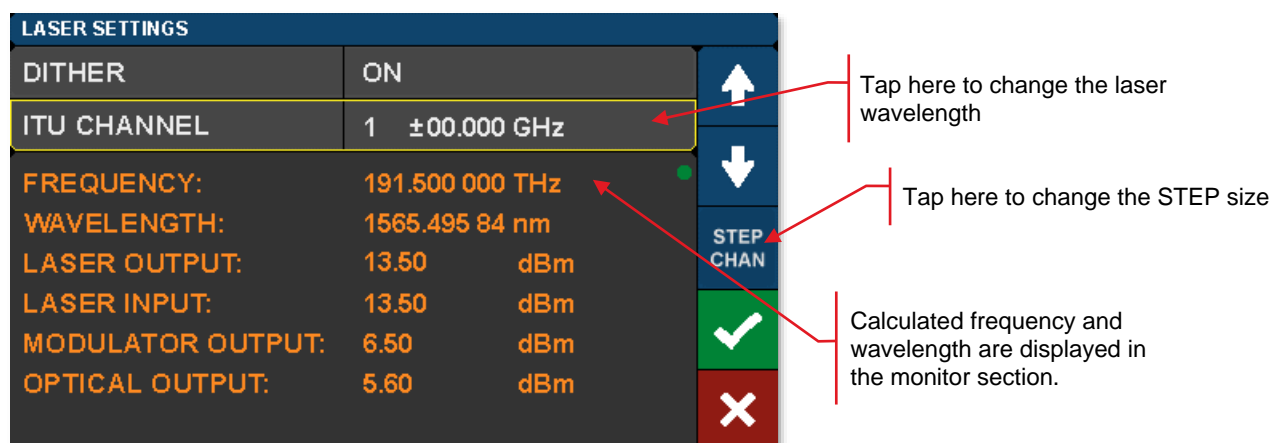 LASER SETTINGS
DITHER ON
ITU CHANNEL 1 ±00.000 GHz
FREQUENCY: 191.500 000 THz
WAVELENGTH: 1565.495 84 nm
LASER OUTPUT: 13.50 dBm
LASER INPUT: 13.50 dBm
MODULATOR OUTPUT: 6.50 dBm
OPTICAL OUTPUT: 5.60 dBm
STEP
CHAN
Tap here to change the laser
wavelength
Tap here to change the STEP size
Calculated frequency and
wavelength are displayed in
the monitor section.